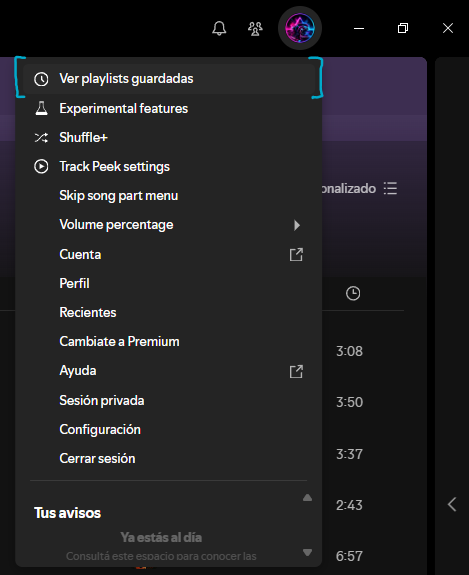 Ver playlists guardadas
Experimental features
Shuffle+
Track Peek settings
onalizado
Skip song part menu
Volume percentage
Cuenta
Perfil
Recientes
3:08
Cambiate a Premium
Ayuda
3:50
Sesión privada
Configuración
3:37
Cerrar sesión
2:43
Tus avisos
Ya estás al día
6:57
Consultá este espacio para conocer las